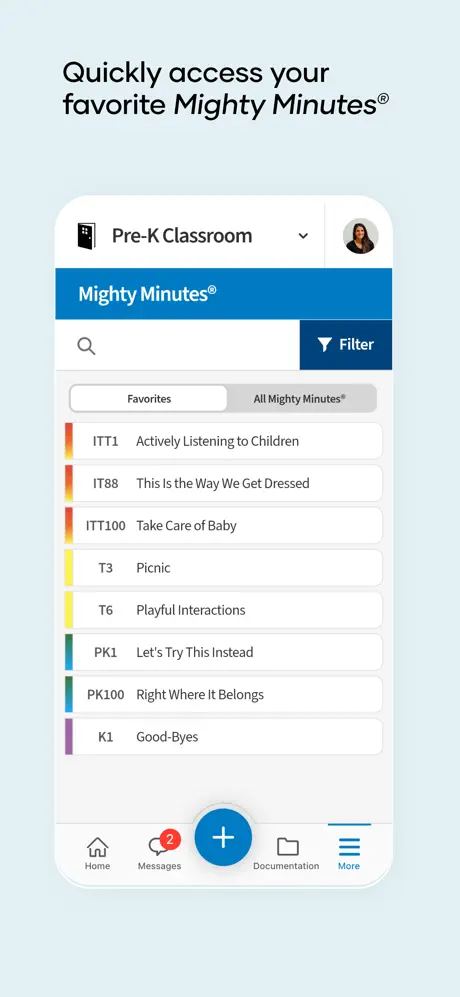 Quickly access your
favorite Mighty Minutes®
Pre-K Classroom
Mighty Minutes®
Filter
Favorites
All Mighty Minutes®
ITT1 Actively Listening to Children
IT88 This Is the Way We Get Dressed
ITT100 Take Care of Baby
T3 Picnic
T6 Playful Interactions
PK1 Let's Try This Instead
PK100 Right Where It Belongs
K1 Good-Byes
2
Home
Messages
Documentation
More